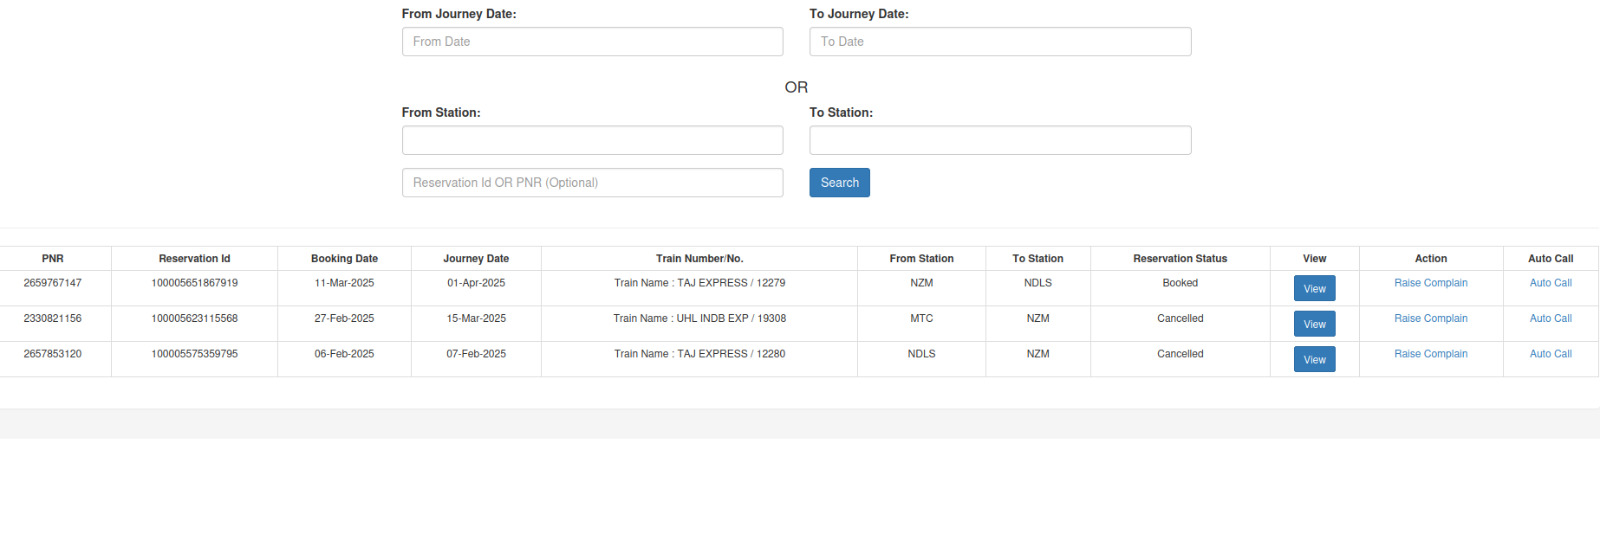 From Journey Date: To Journey Date:
From Date To Date
OR
From Station: To Station:
Reservation Id OR PNR (Optional) Search
PNR Reservation Id Booking Date Journey Date Train Number/No. From Station To Station Reservation Status View Action Auto Call
2659767147 100005651867919 11-Mar-2025 01-Apr-2025 Train Name : TAJ EXPRESS / 12279 NZM NDLS Booked View Raise Complain Auto Call
2330821156 100005623115568 27-Feb-2025 15-Mar-2025 Train Name : UHL INDB EXP / 19308 MTC NZM Cancelled View Raise Complain Auto Call
2657853120 100005575359795 06-Feb-2025 07-Feb-2025 Train Name : TAJ EXPRESS / 12280 NDLS NZM Cancelled View Raise Complain Auto Call